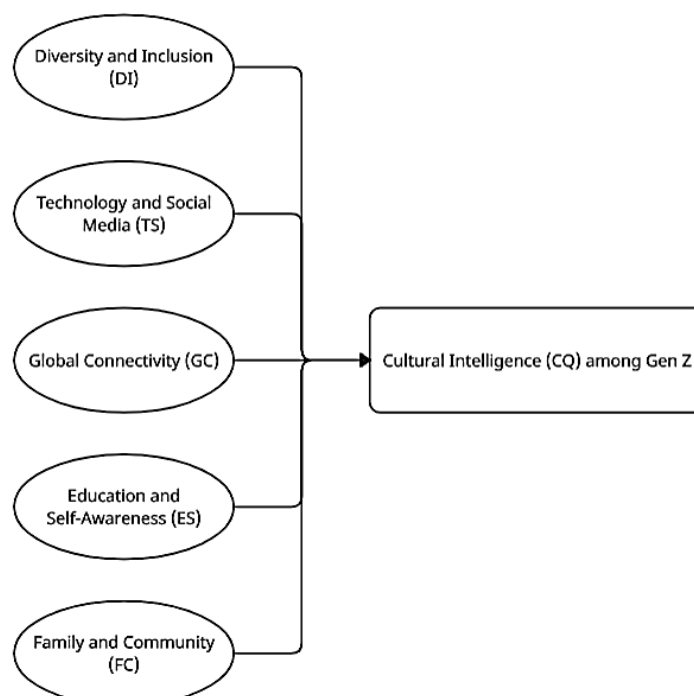 Diversity and Inclusion
(DI)
Technology and Social
Media (TS)
Global Connectivity (GC)
Cultural Intelligence (CQ) among Gen Z
Education and
Self-Awareness (ES)
Family and Community
(FC)